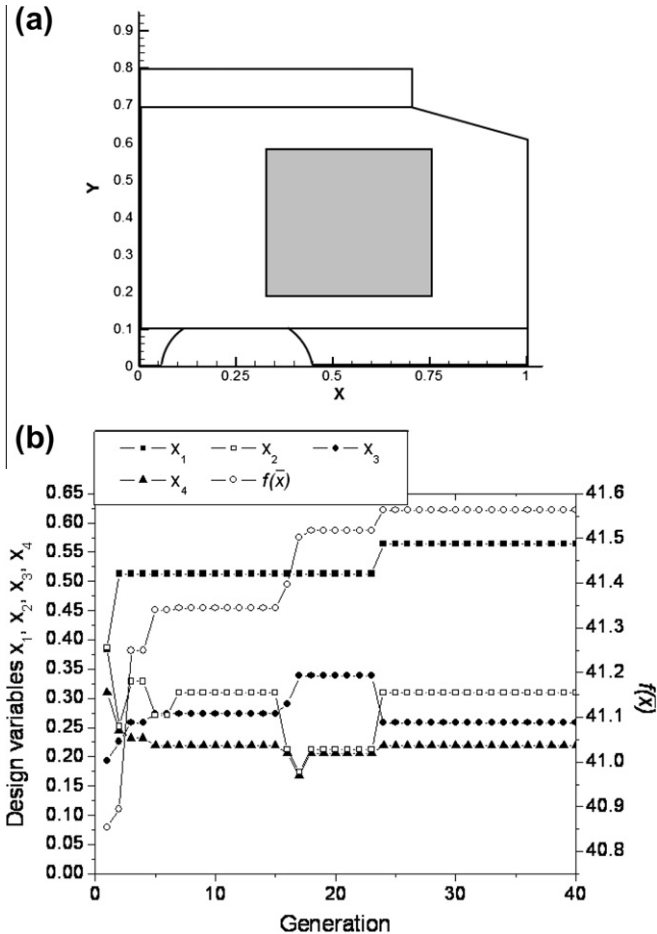 (a)
0.9
0.8
0.7
0.6
0.5
0.4
0.3
0.2
0.1
0
Y
0 0.25 0.5 0.75 1
X
(b)
X1 X2 X3
X4 f(x̄)
0.65 41.6
0.60
0.55 41.5
0.50
0.45 41.4
0.40 41.3
0.35
0.30 41.2
0.25 41.1
0.20
0.15 41.0
0.10 40.9
0.05 40.8
0.00
Design variables x1, x2, x3, x4
f(x̄)
0 10 20 30 40
Generation